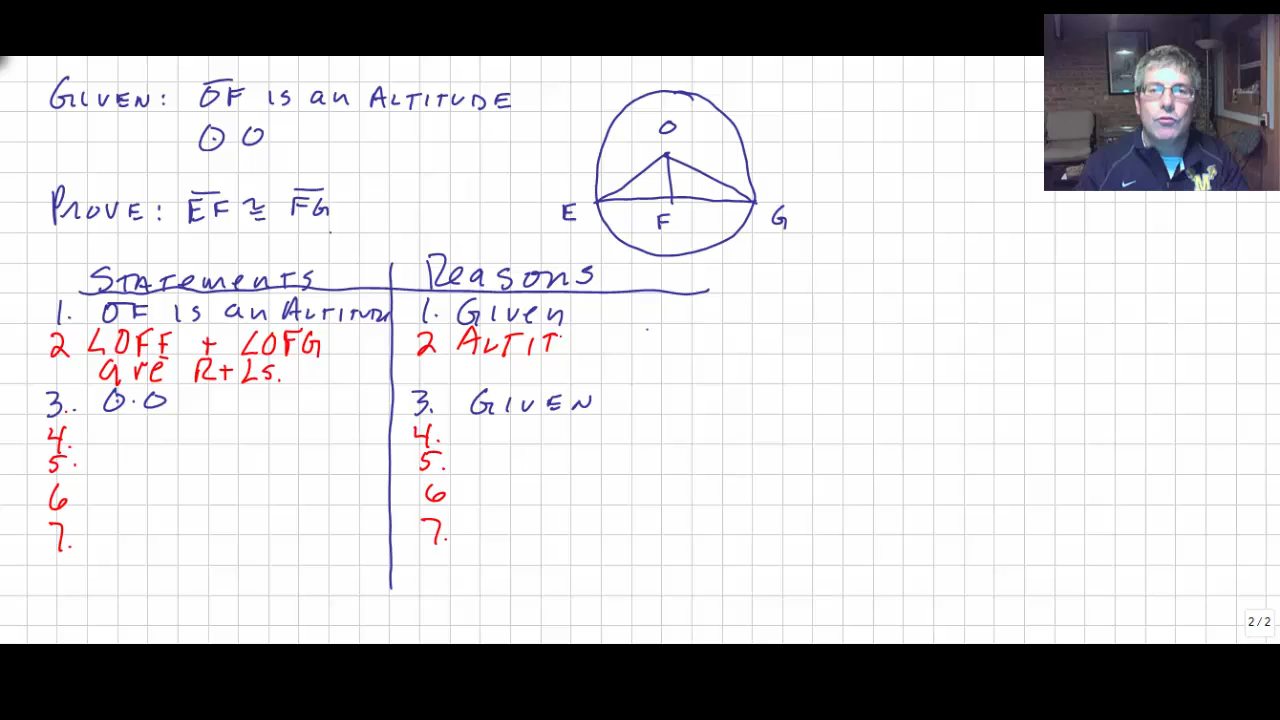 GIVEN: OF is an ALTITUDE
⊙ O
PROVE: EF ≅ FG
O
E
F
G
STATEMENTS
Reasons
1. OF is an ALTITUDE
1. Given
2 ∠OFE + ∠OFG
are Rt ∠s.
2 ALTIT
3. ⊙ O
3. GIVEN
4.
4.
5.
5.
6
6
7.
7.
M
2 / 2